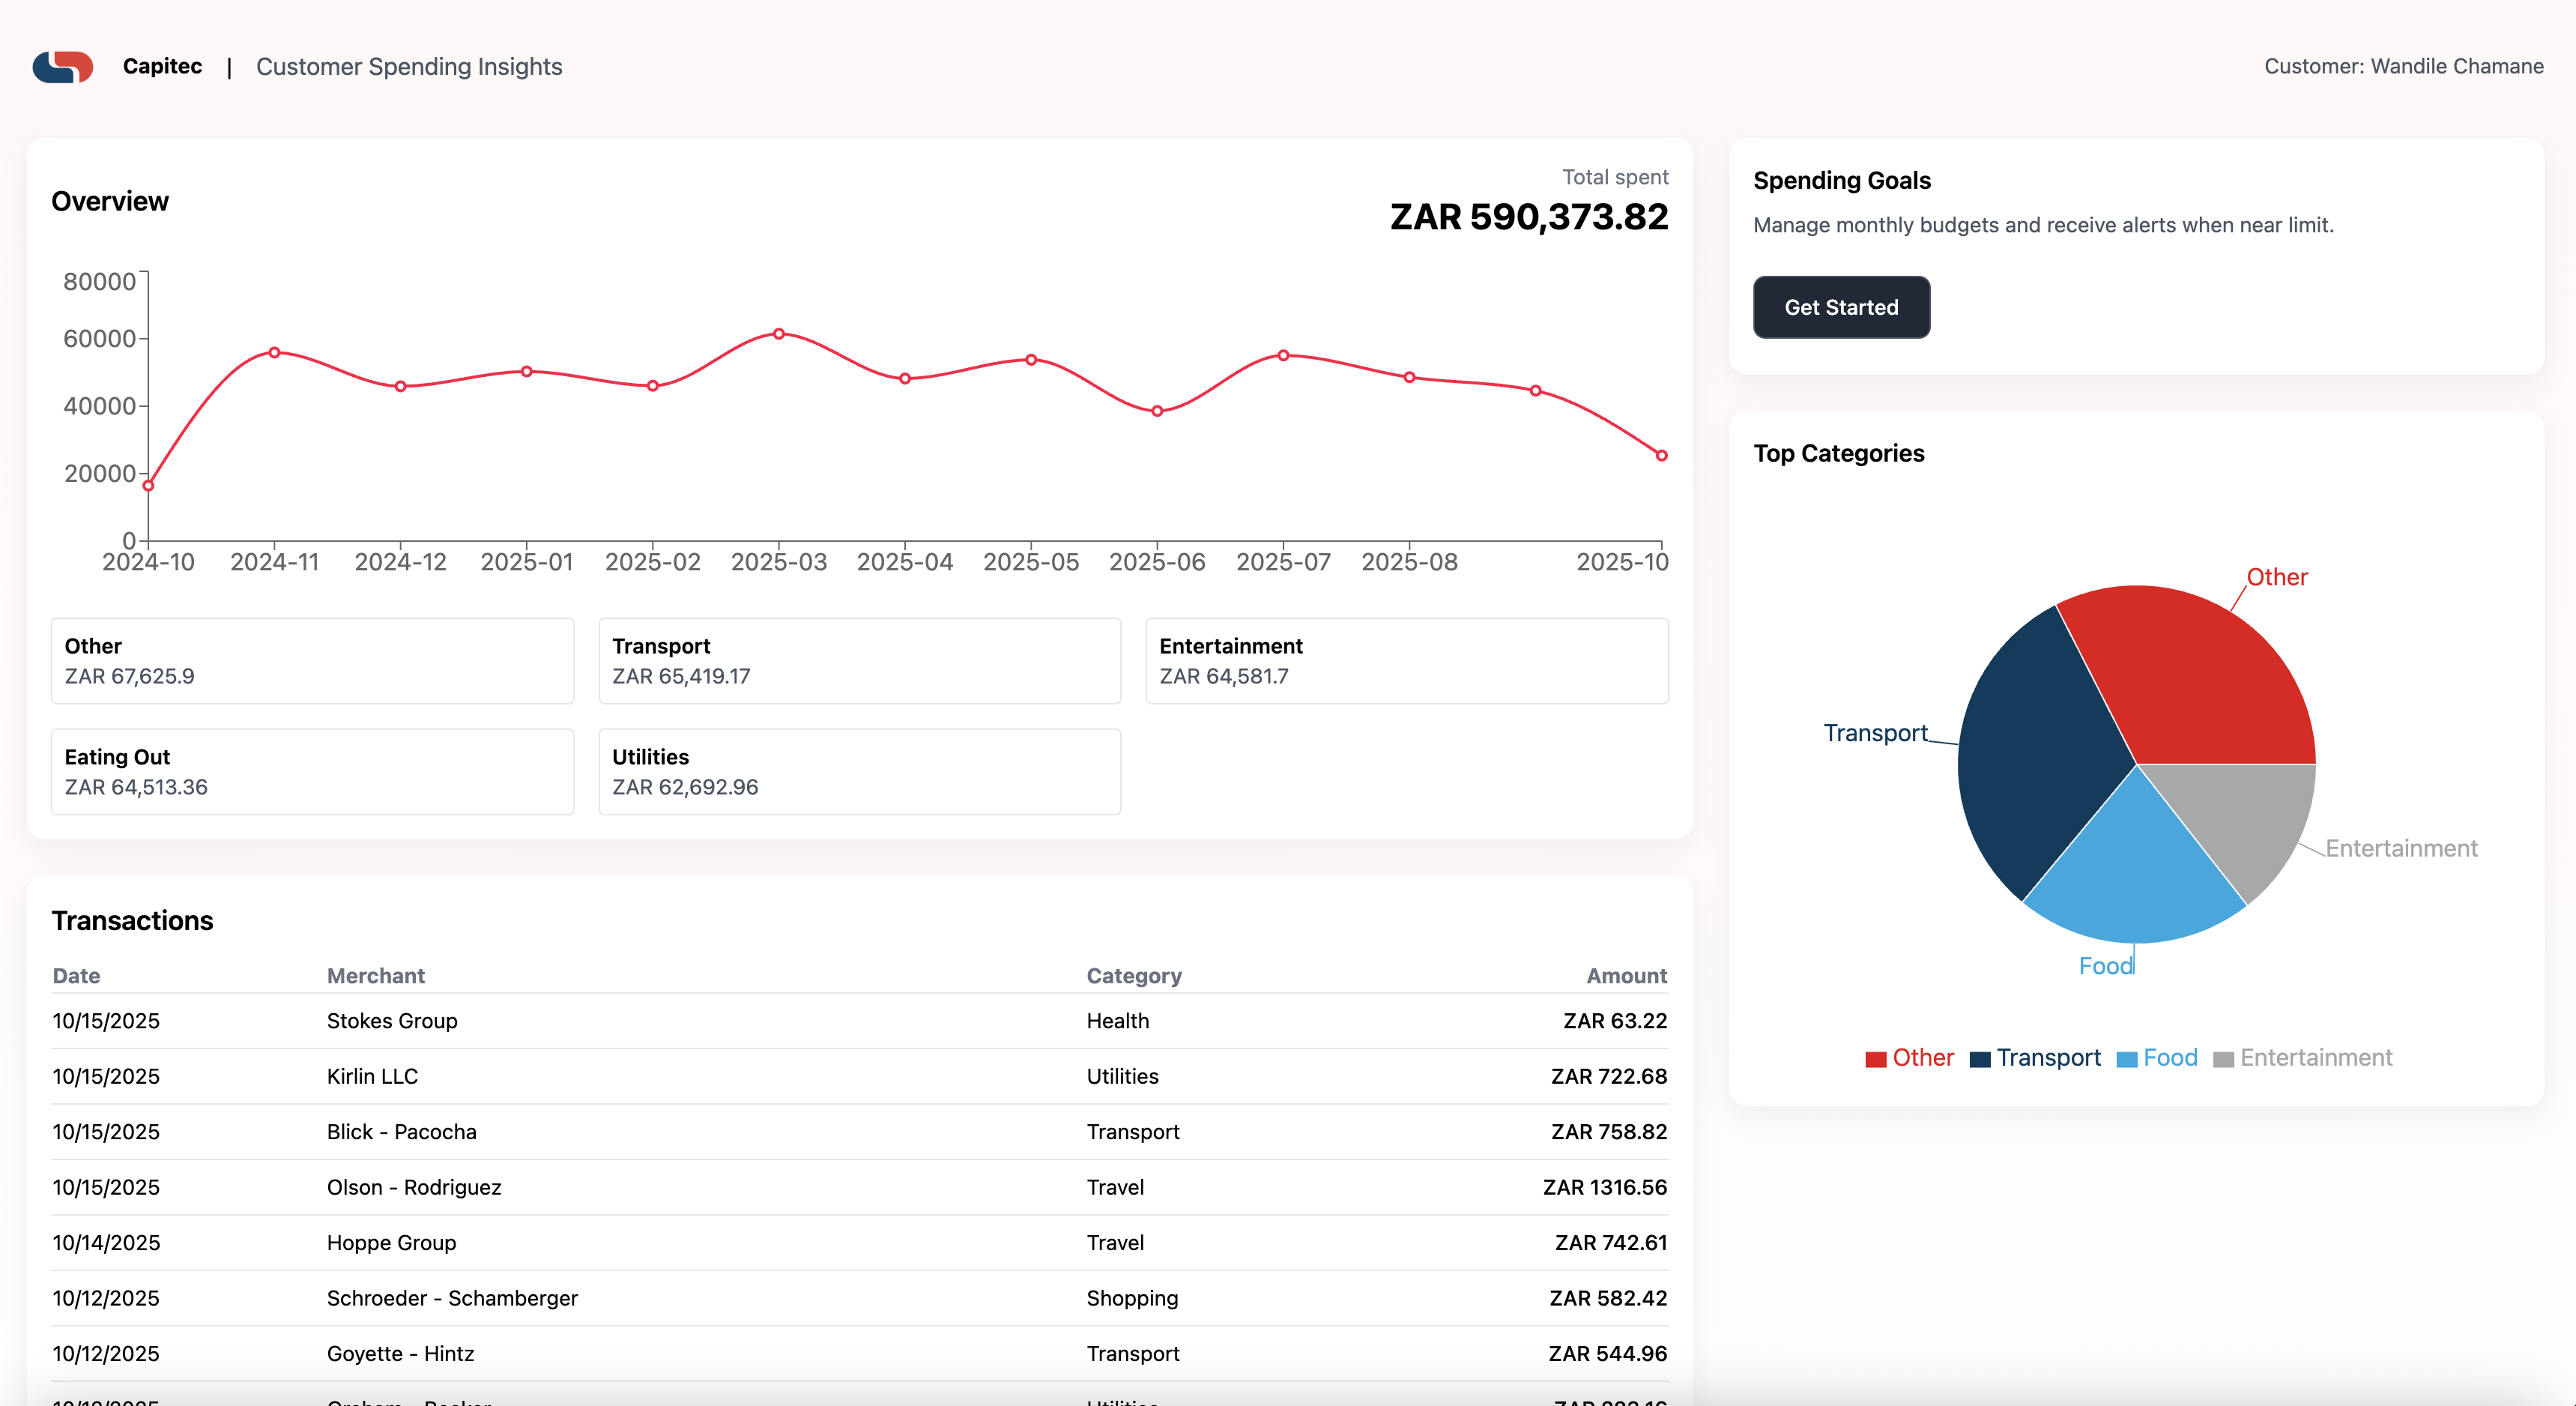 Capitec | Customer Spending Insights
Customer: Wandile Chamane
Overview
Total spent
ZAR 590,373.82
80000
60000
40000
20000
0
2024-10 2024-11 2024-12 2025-01 2025-02 2025-03 2025-04 2025-05 2025-06 2025-07 2025-08 2025-10
Other
ZAR 67,625.9
Transport
ZAR 65,419.17
Entertainment
ZAR 64,581.7
Eating Out
ZAR 64,513.36
Utilities
ZAR 62,692.96
Transactions
Date Merchant Category Amount
10/15/2025 Stokes Group Health ZAR 63.22
10/15/2025 Kirlin LLC Utilities ZAR 722.68
10/15/2025 Blick - Pacocha Transport ZAR 758.82
10/15/2025 Olson - Rodriguez Travel ZAR 1316.56
10/14/2025 Hoppe Group Travel ZAR 742.61
10/12/2025 Schroeder - Schamberger Shopping ZAR 582.42
10/12/2025 Goyette - Hintz Transport ZAR 544.96
Spending Goals
Manage monthly budgets and receive alerts when near limit.
Get Started
Top Categories
Other
Transport
Entertainment
Food
Other Transport Food Entertainment